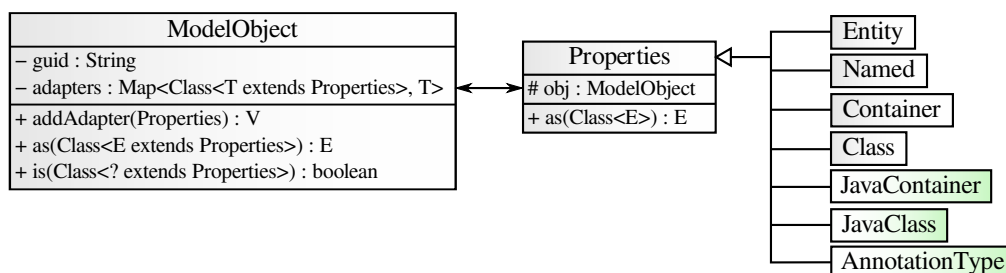 ModelObject
– guid : String
– adapters : Map<Class<T extends Properties>, T>
+ addAdapter(Properties) : V
+ as(Class<E extends Properties>) : E
+ is(Class<? extends Properties>) : boolean
Properties
# obj : ModelObject
+ as(Class<E>) : E
Entity
Named
Container
Class
JavaContainer
JavaClass
AnnotationType